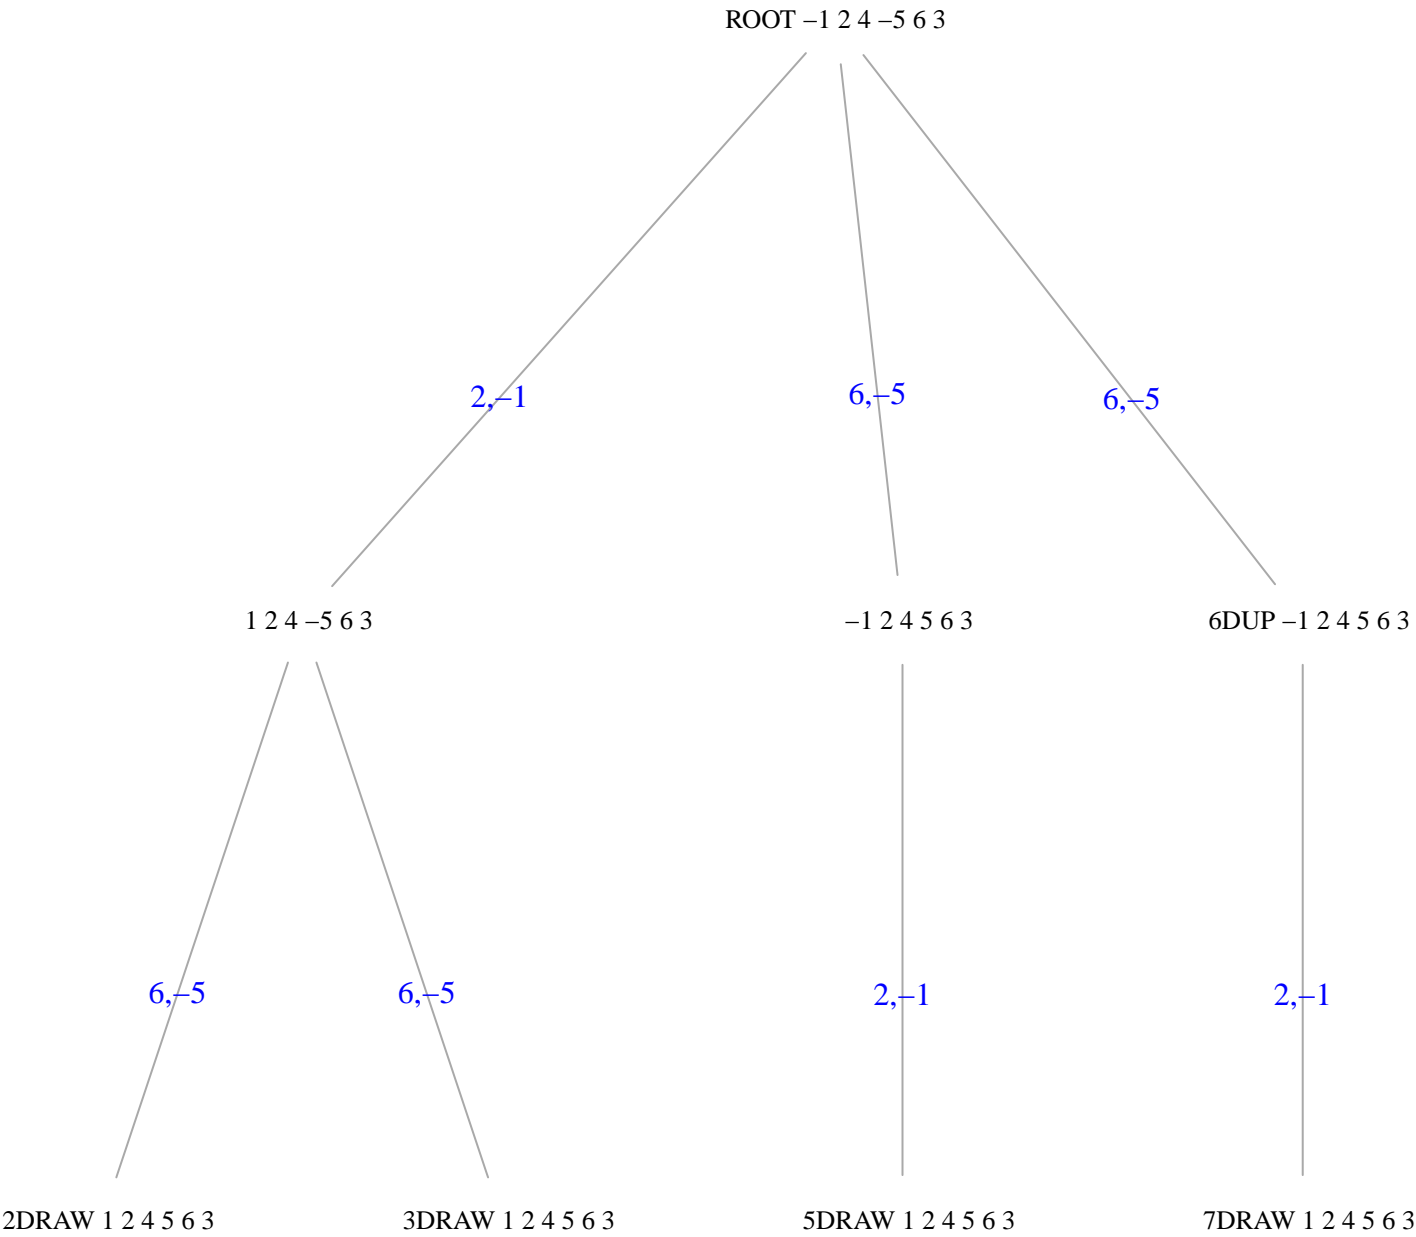 ROOT –1 2 4 –5 6 3
2,–1
6,–5
6,–5
1 2 4 –5 6 3
–1 2 4 5 6 3
6DUP –1 2 4 5 6 3
6,–5
6,–5
2,–1
2,–1
2DRAW 1 2 4 5 6 3
3DRAW 1 2 4 5 6 3
5DRAW 1 2 4 5 6 3
7DRAW 1 2 4 5 6 3